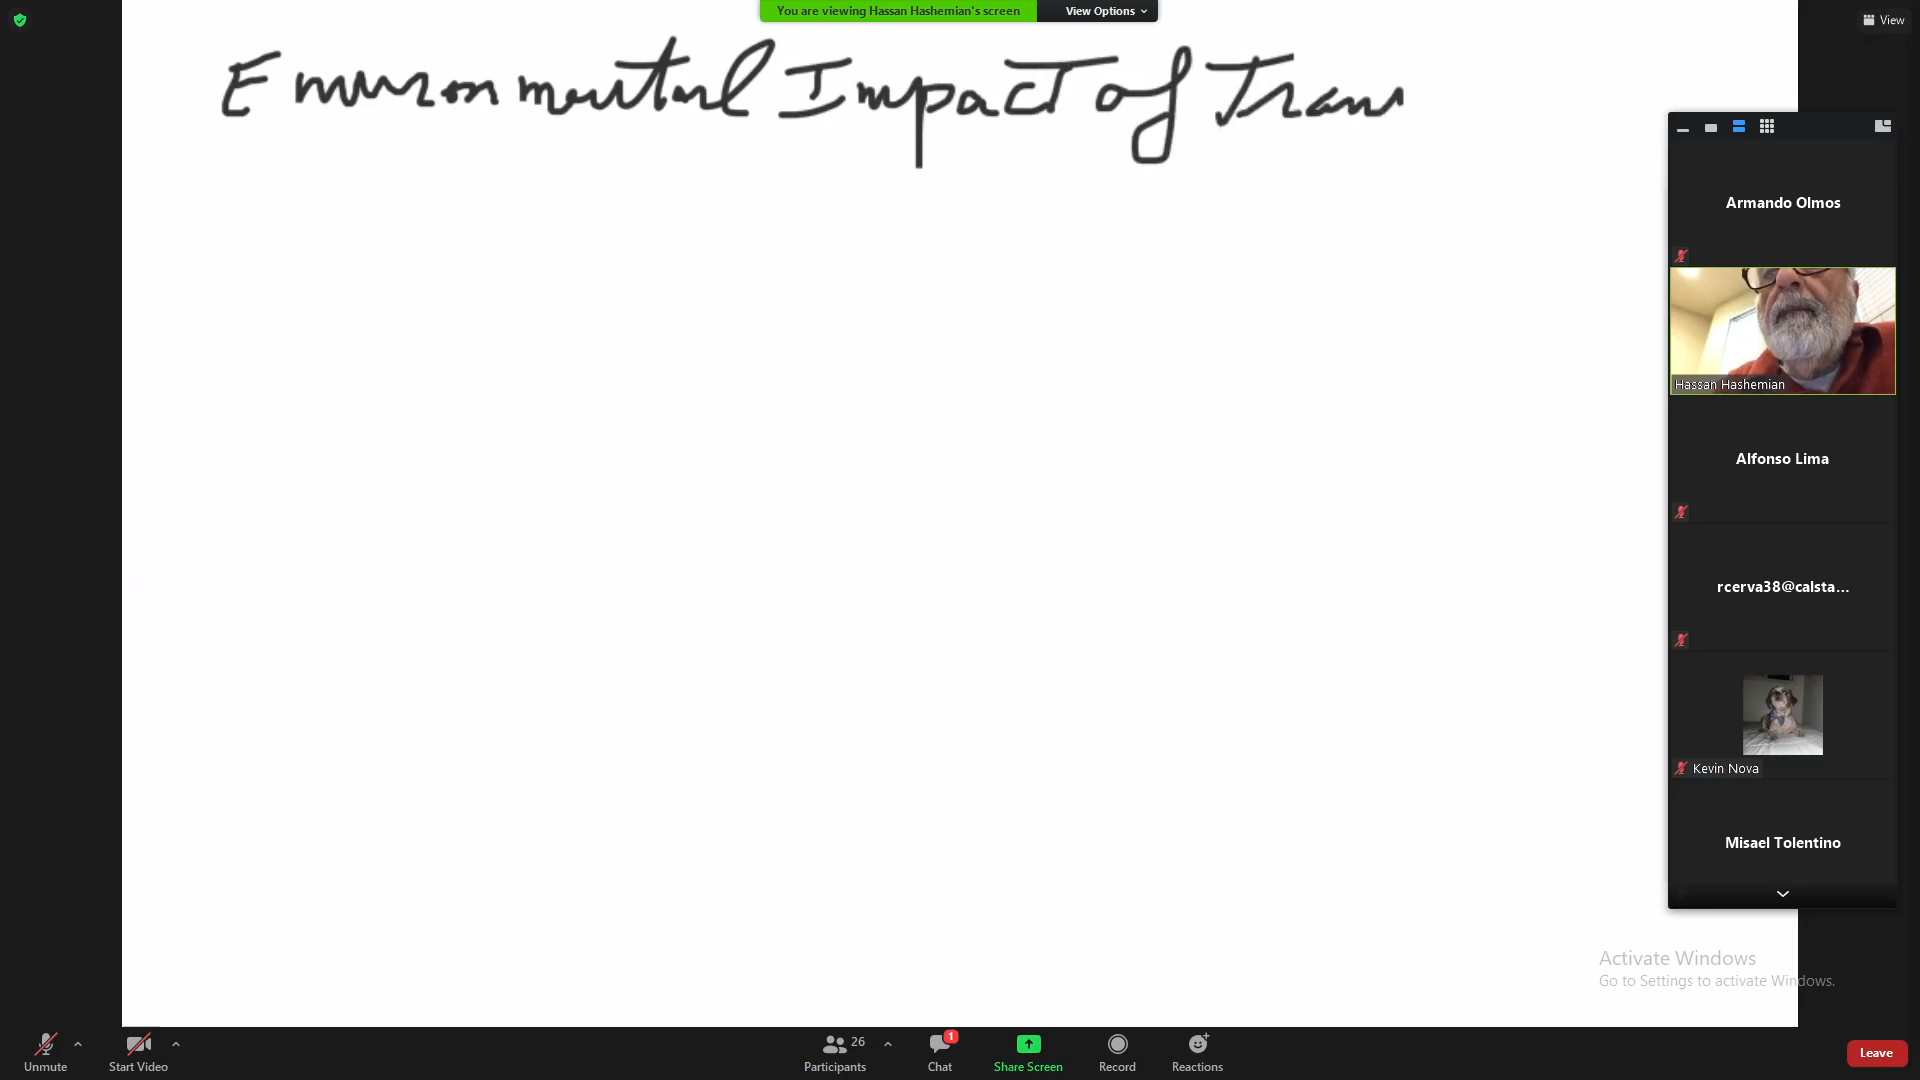 You are viewing Hassan Hashemian's screen View Options
View
Environmental Impact of Trans
Armando Olmos
Hassan Hashemian
Alfonso Lima
rcerva38@calsta...
Kevin Nova
Misael Tolentino
Activate Windows
Go to Settings to activate Windows.
Unmute
Start Video
Participants 26
Chat 1
Share Screen
Record
Reactions
Leave